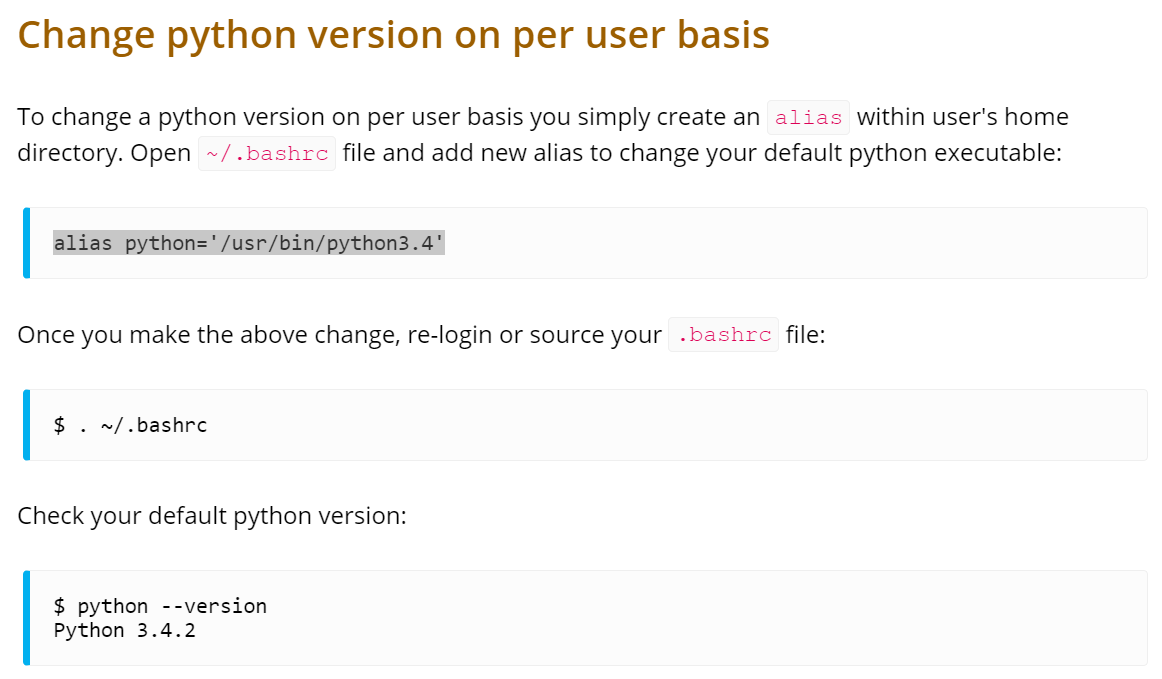 Change python version on per user basis
To change a python version on per user basis you simply create an alias within user's home
directory. Open ~/.bashrc file and add new alias to change your default python executable:
alias python='/usr/bin/python3.4'
Once you make the above change, re-login or source your .bashrc file:
$ . ~/.bashrc
Check your default python version:
$ python --version
Python 3.4.2